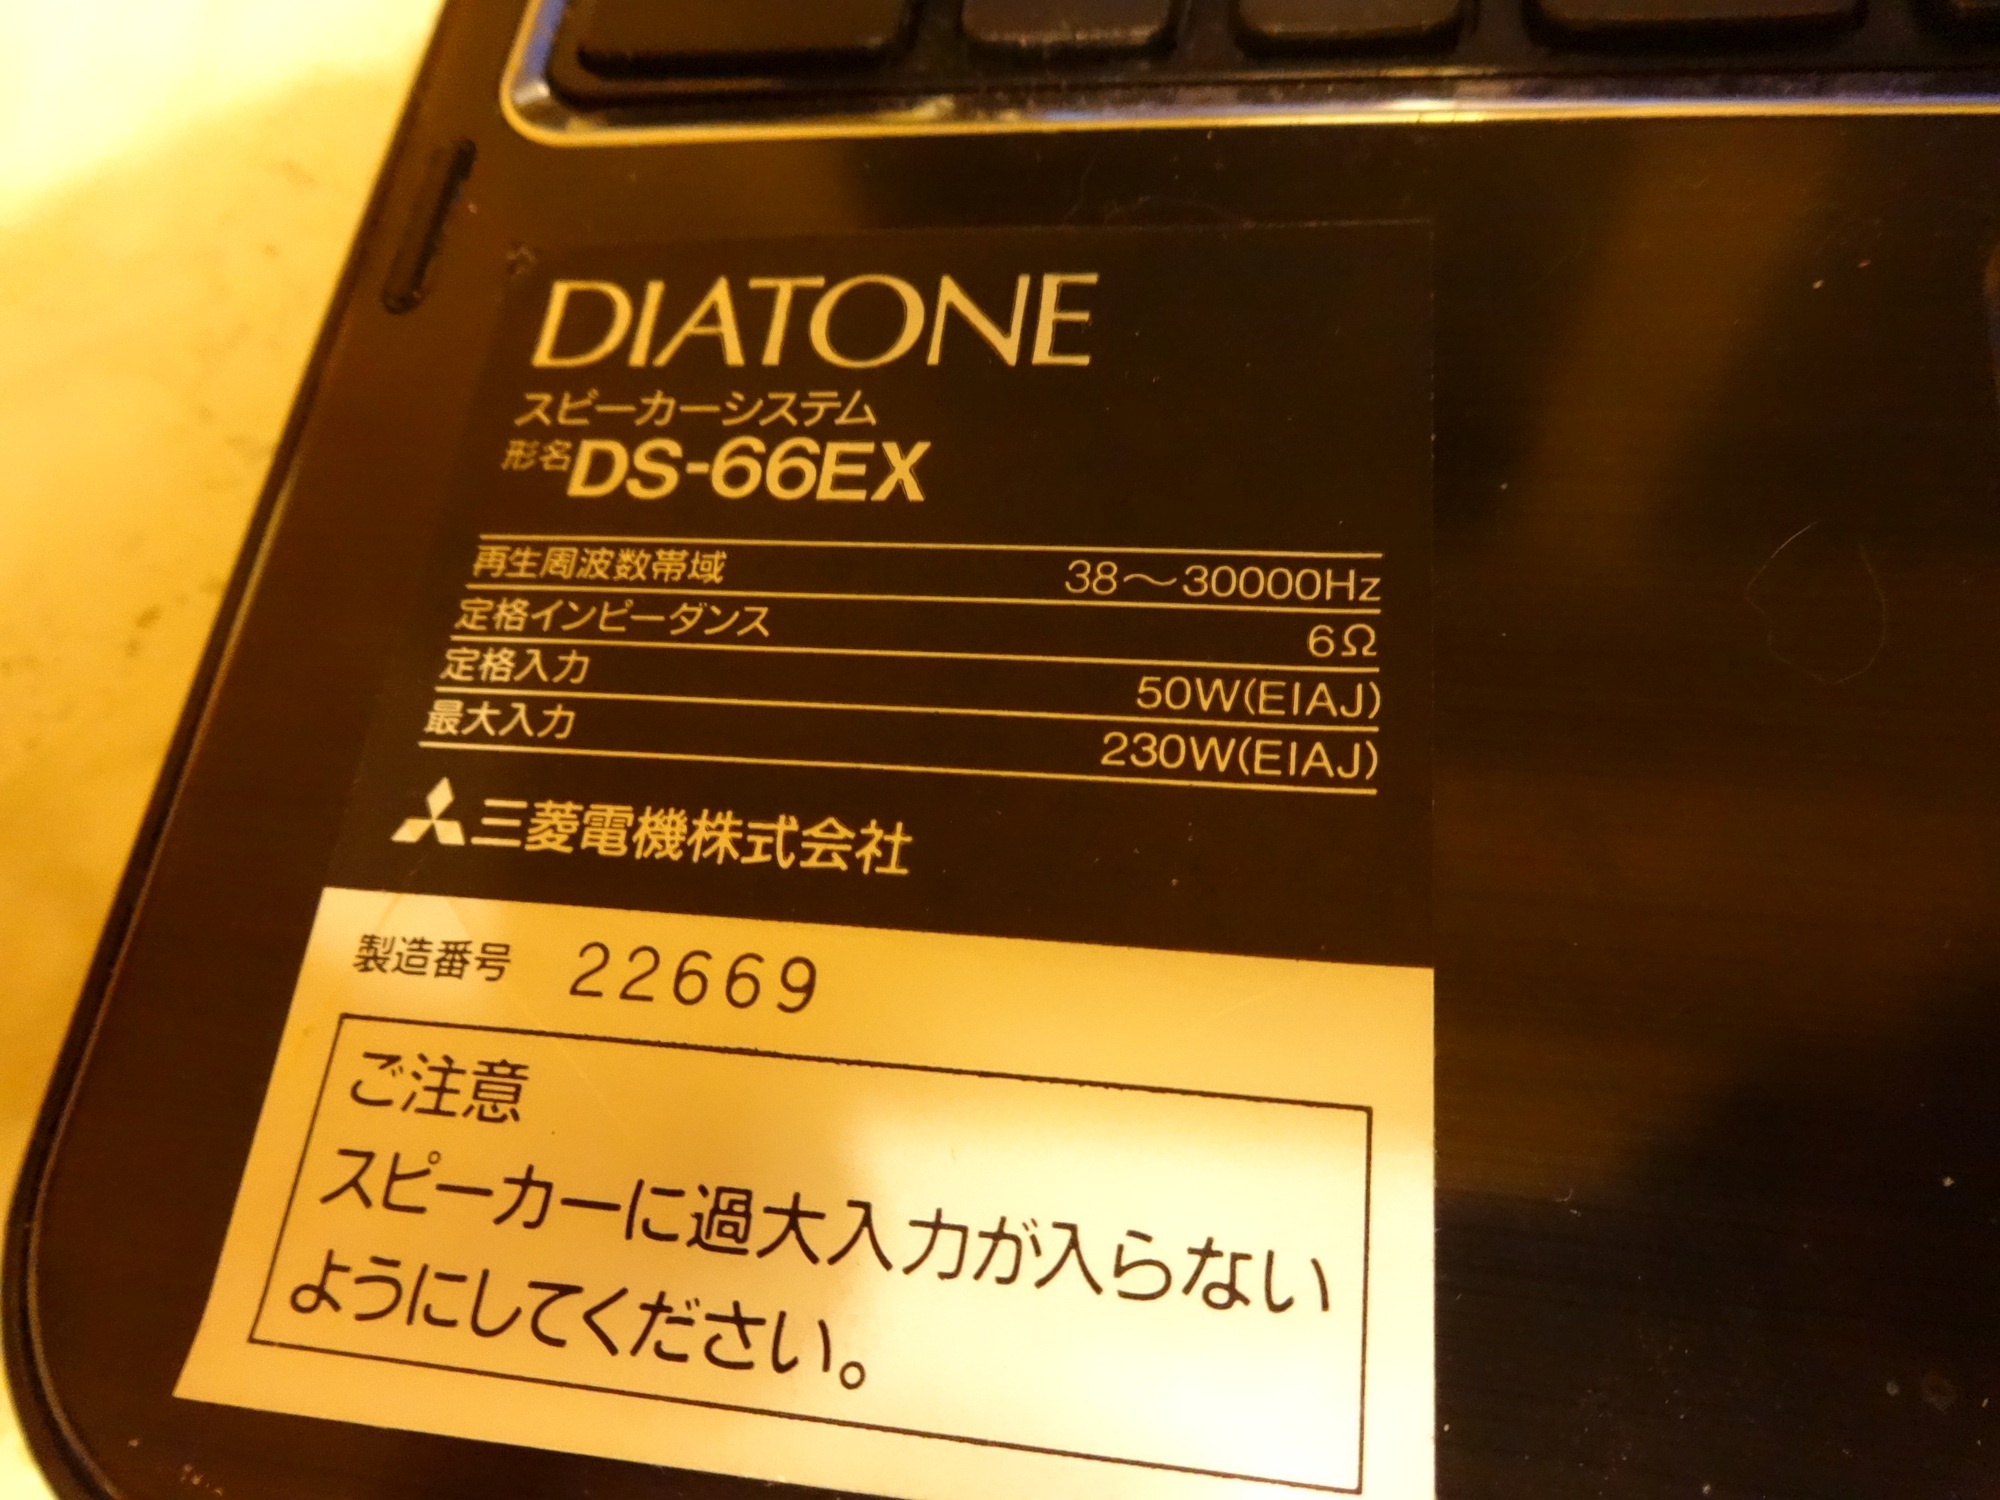 DIATONE
スピーカーシステム
形名DS-66EX
再生周波数帯域 38～30000Hz
定格インピーダンス 6Ω
定格入力 50W(EIAJ)
最大入力 230W(EIAJ)
三菱電機株式会社
製造番号 22669
ご注意
スピーカーに過大入力が入らない
ようにしてください。